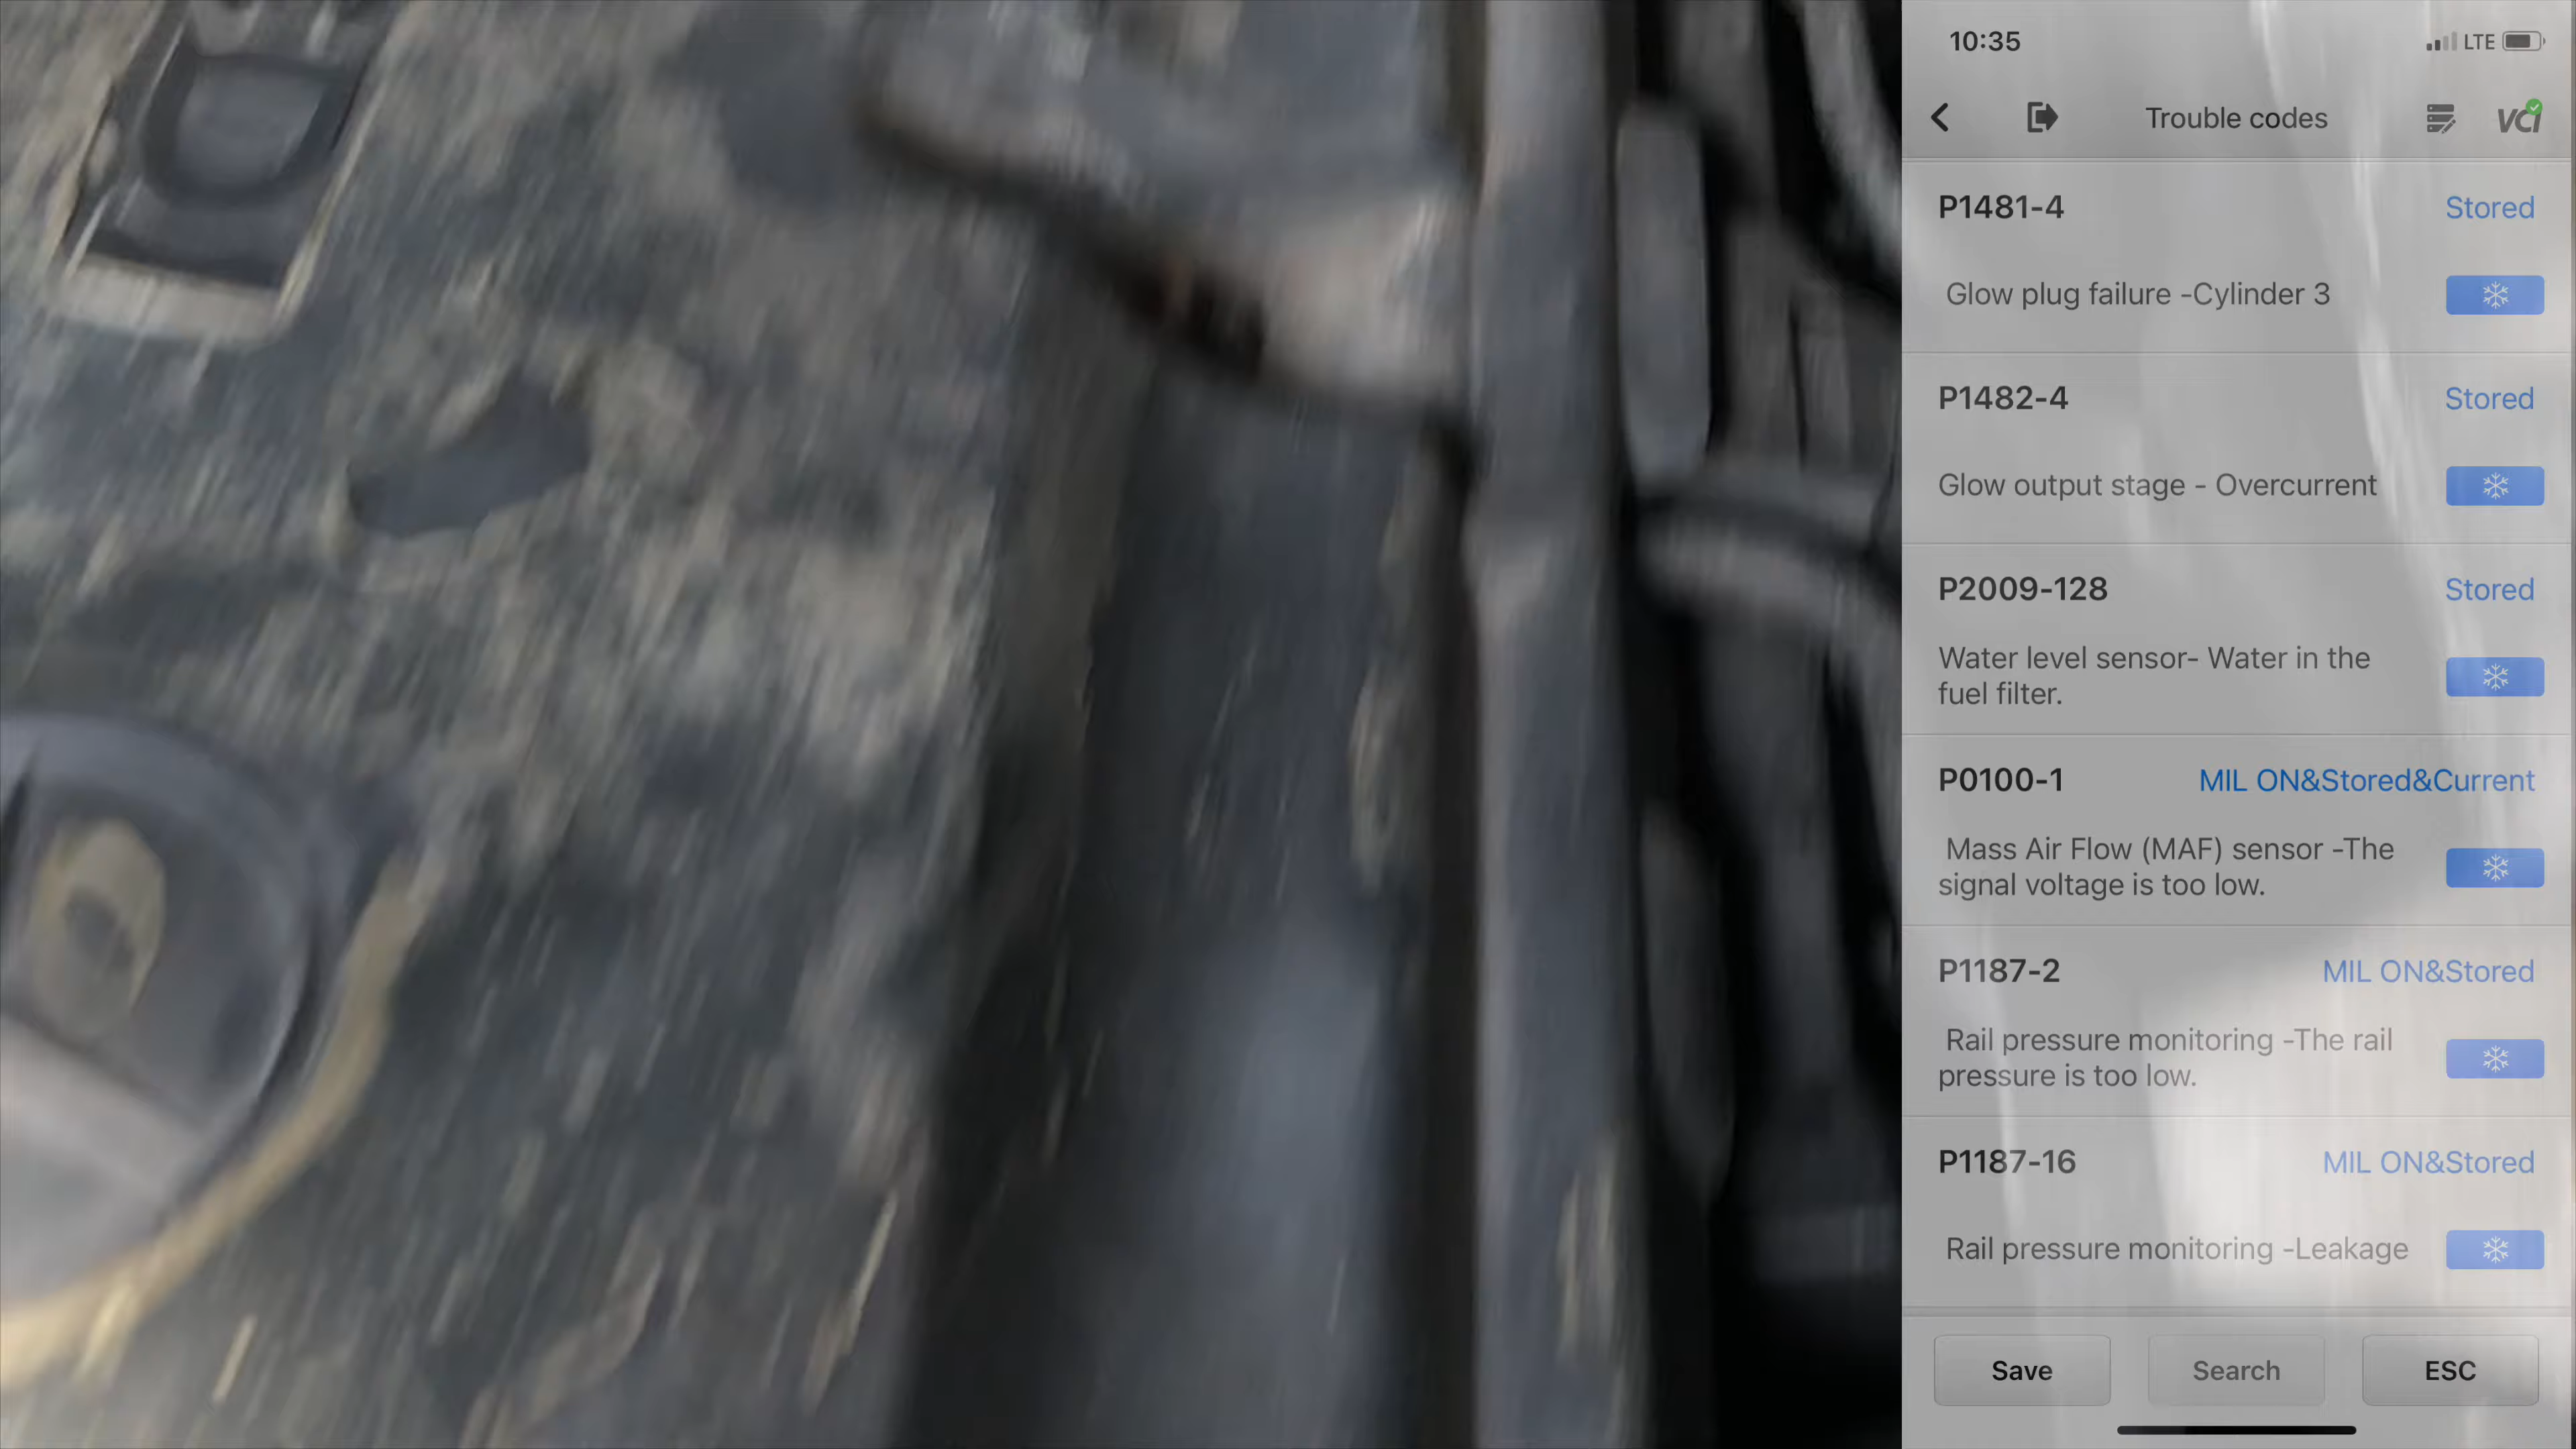 10:35
LTE
Trouble codes
VCI
P1481-4
Stored
Glow plug failure -Cylinder 3
P1482-4
Stored
Glow output stage - Overcurrent
P2009-128
Stored
Water level sensor- Water in the
fuel filter.
P0100-1
MIL ON&Stored&Current
Mass Air Flow (MAF) sensor -The
signal voltage is too low.
P1187-2
MIL ON&Stored
Rail pressure monitoring -The rail
pressure is too low.
P1187-16
MIL ON&Stored
Rail pressure monitoring -Leakage
Save
Search
ESC